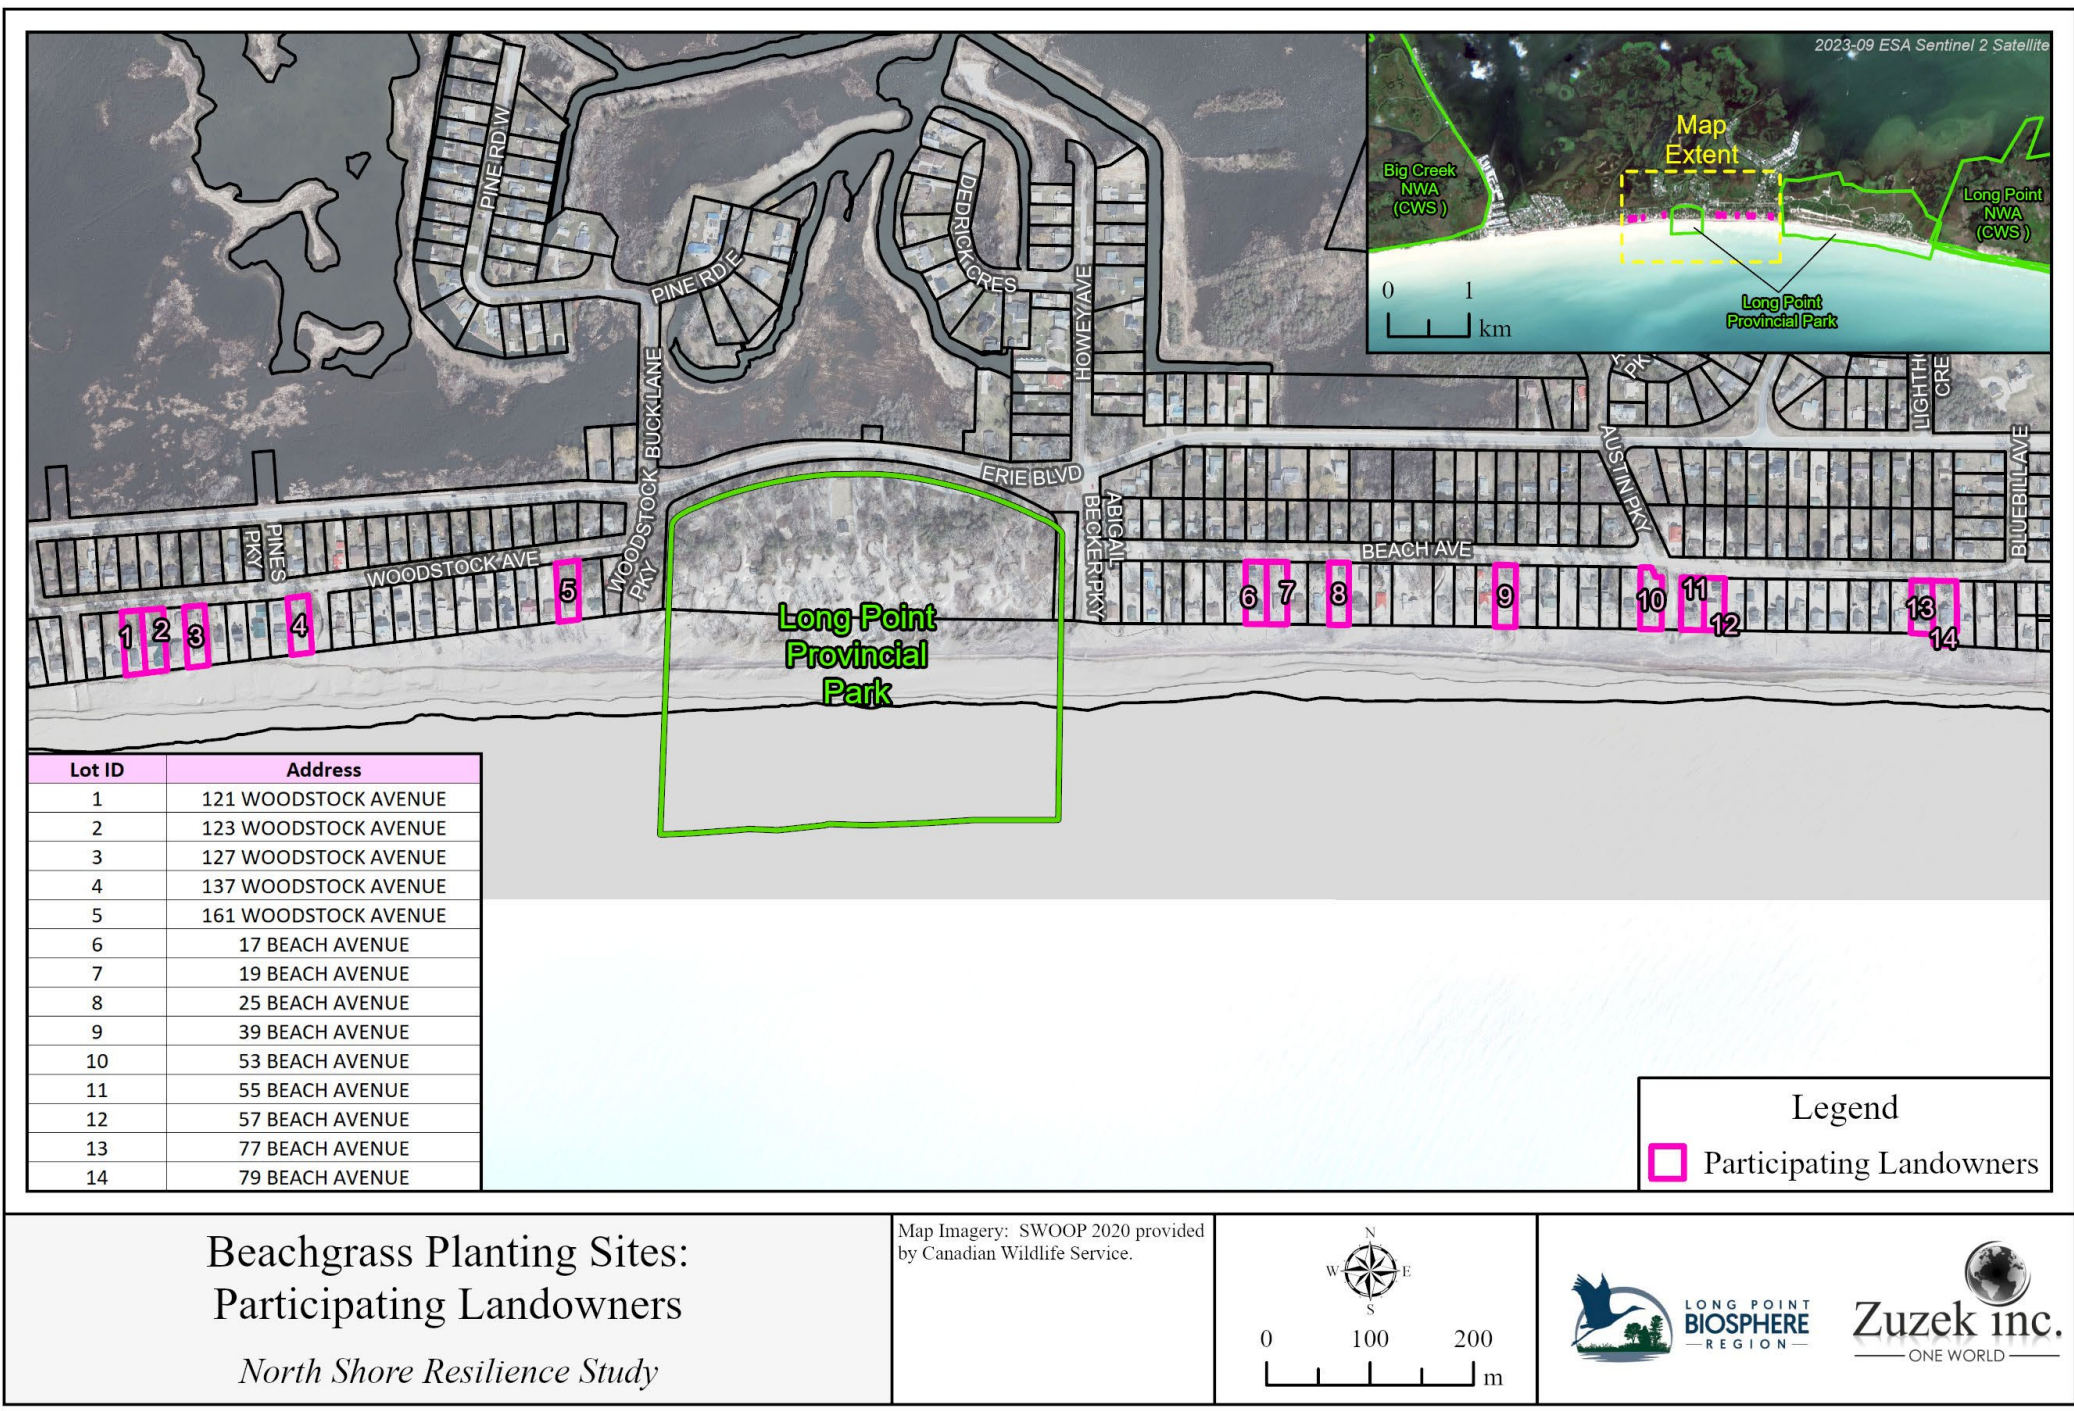 2023-09 ESA Sentinel 2 Satellite
Map
Extent
Big Creek
NWA
(CWS )
Long Point
NWA
(CWS )
Long Point
Provincial Park
0 1
km
PINE RD W
PINE RD E
DEDRICK CRES
HOWEY AVE
BUCK LANE
WOODSTOCK
PKY
ERIE BLVD
ABIGAIL
BECKER PKY
PINES
PKY
WOODSTOCK AVE
BEACH AVE
AUSTIN PKY
CRE
BLUEBILL AVE
1
2
3
4
5
6
7
8
9
10
11
12
13
14
Long Point
Provincial
Park
Lot ID Address
1 121 WOODSTOCK AVENUE
2 123 WOODSTOCK AVENUE
3 127 WOODSTOCK AVENUE
4 137 WOODSTOCK AVENUE
5 161 WOODSTOCK AVENUE
6 17 BEACH AVENUE
7 19 BEACH AVENUE
8 25 BEACH AVENUE
9 39 BEACH AVENUE
10 53 BEACH AVENUE
11 55 BEACH AVENUE
12 57 BEACH AVENUE
13 77 BEACH AVENUE
14 79 BEACH AVENUE
Legend
Participating Landowners
Beachgrass Planting Sites:
Participating Landowners
North Shore Resilience Study
Map Imagery: SWOOP 2020 provided
by Canadian Wildlife Service.
N
W E
S
0 100 200
m
LONG POINT
BIOSPHERE
REGION
Zuzek inc.
ONE WORLD